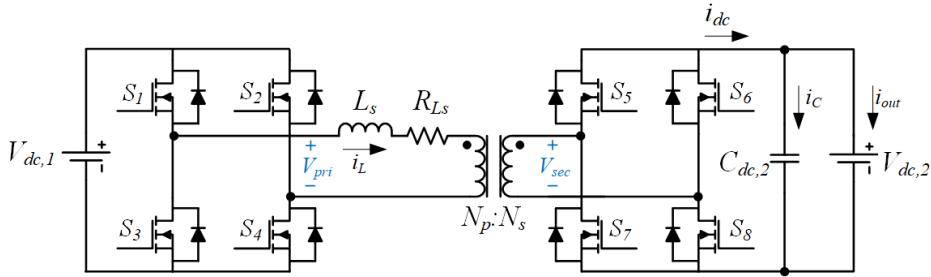 i_dc
S_1
S_2
L_s
R_Ls
S_5
S_6
i_C
i_out
V_dc,1
+
-
+
V_pri
-
i_L
+
V_sec
-
C_dc,2
+
-
V_dc,2
S_3
S_4
N_p:N_s
S_7
S_8